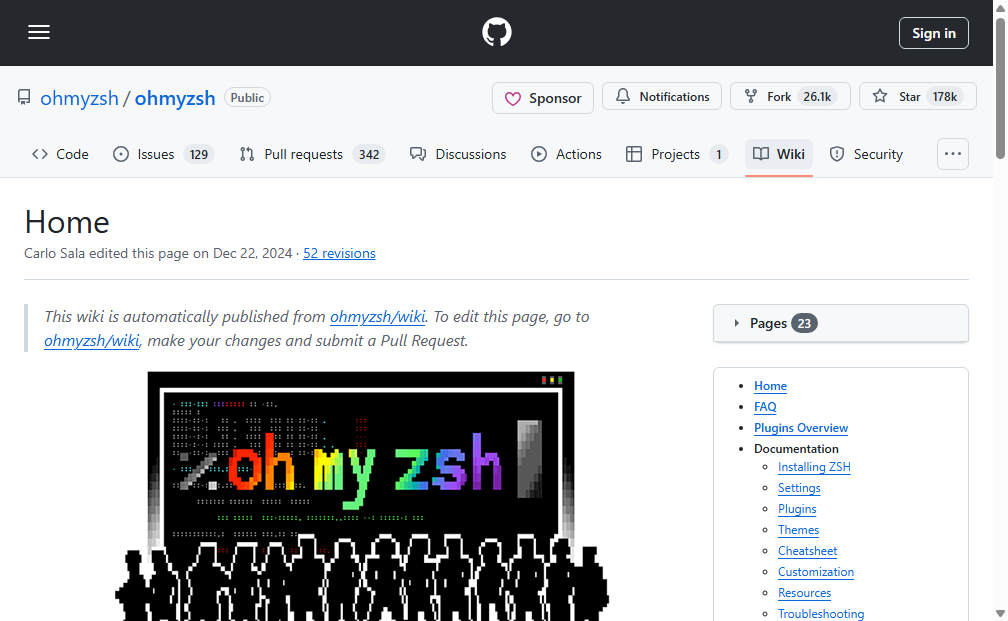 Sign in
ohmyzsh / ohmyzsh Public
Sponsor
Notifications
Fork 26.1k
Star 178k
Code
Issues 129
Pull requests 342
Discussions
Actions
Projects 1
Wiki
Security
Home
Carlo Sala edited this page on Dec 22, 2024 · 52 revisions
This wiki is automatically published from ohmyzsh/wiki. To edit this page, go to
ohmyzsh/wiki, make your changes and submit a Pull Request.
oh my zsh
Pages 23
Home
FAQ
Plugins Overview
Documentation
Installing ZSH
Settings
Plugins
Themes
Cheatsheet
Customization
Resources
Troubleshooting